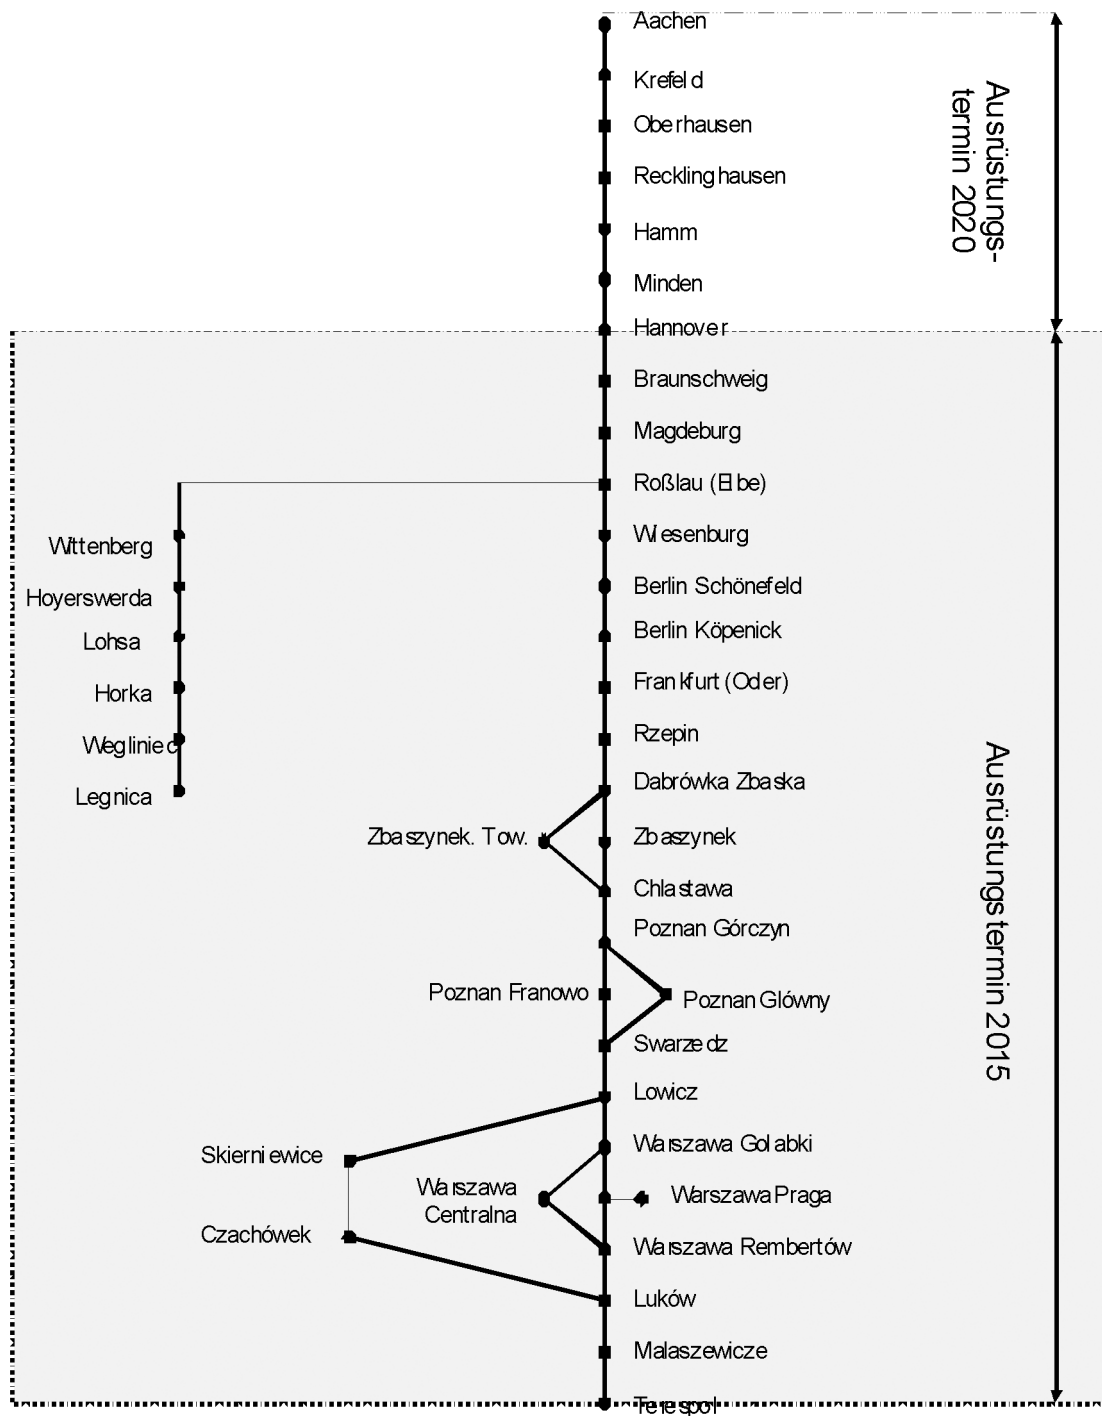 Aachen
Krefeld
Oberhausen
Recklinghausen
Hamm
Minden
Hannover
Ausrüstungs-
termin 2020
Braunschweig
Magdeburg
Roßlau (Elbe)
Wiesenburg
Berlin Schönefeld
Berlin Köpenick
Frankfurt (Oder)
Rzepin
Dabrówka Zbaska
Zbaszynek
Chlastawa
Poznan Górczyn
Poznan Franowo
Poznan Glówny
Swarzedz
Lowicz
Warszawa Golabki
Warszawa Praga
Warszawa Rembertów
Luków
Malaszewicze
Terespol
Wittenberg
Hoyerswerda
Lohsa
Horka
Wegliniec
Legnica
Zbaszynek. Tow.
Skierniewice
Czachówek
Warszawa
Centralna
Ausrüstungstermin 2015